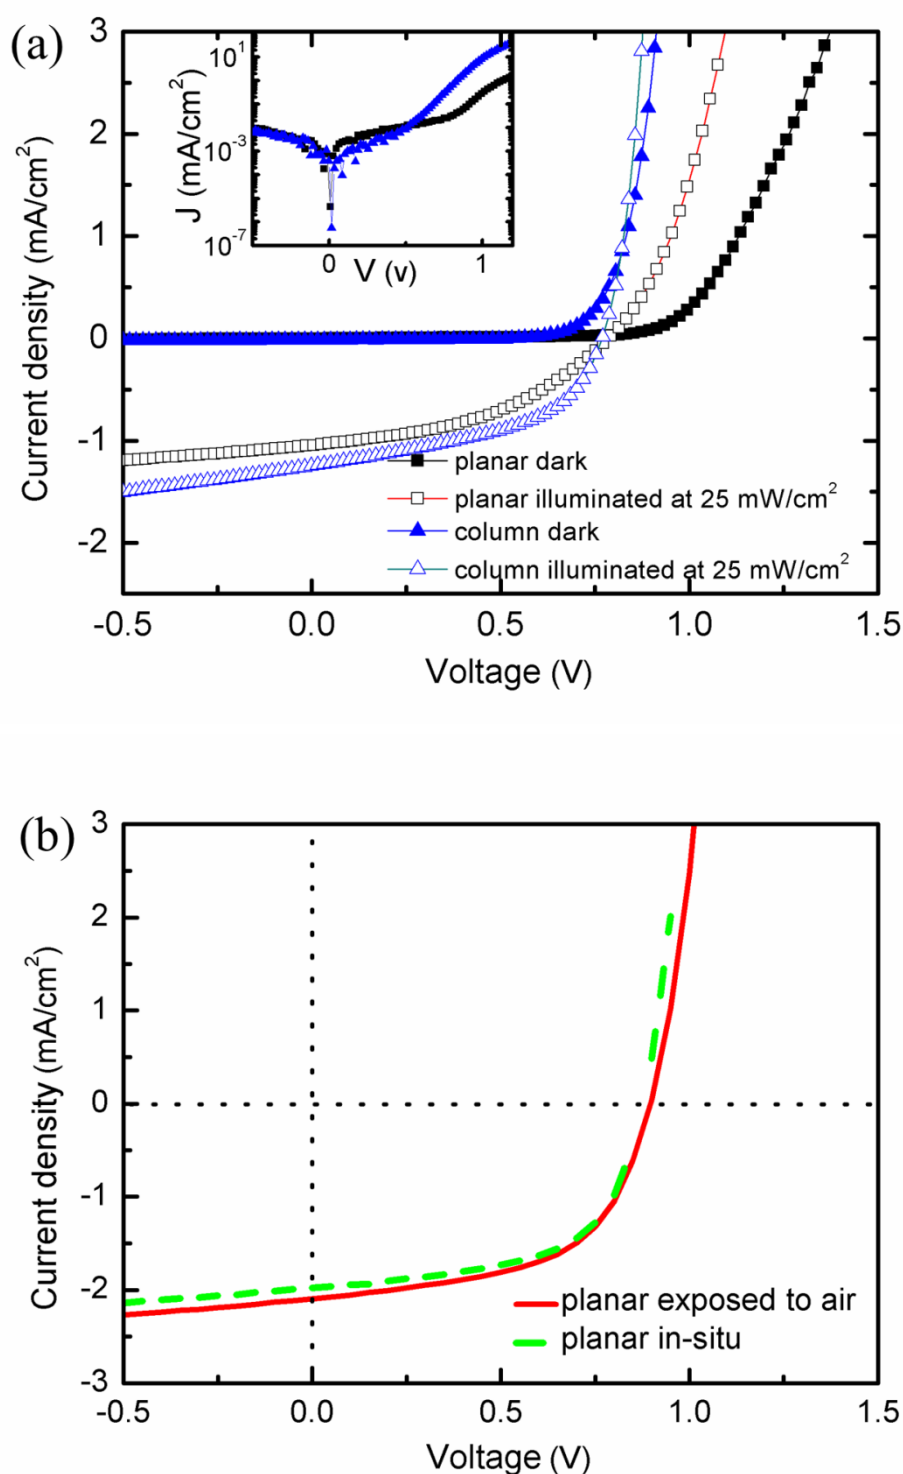 (a)
3
2
1
0
-1
-2
Current density (mA/cm²)
10¹
10⁻³
10⁻⁷
J (mA/cm²)
0
1
V (v)
planar dark
planar illuminated at 25 mW/cm²
column dark
column illuminated at 25 mW/cm²
-0.5
0.0
0.5
1.0
1.5
Voltage (V)
(b)
3
2
1
0
-1
-2
-3
Current density (mA/cm²)
planar exposed to air
planar in-situ
-0.5
0.0
0.5
1.0
1.5
Voltage (V)